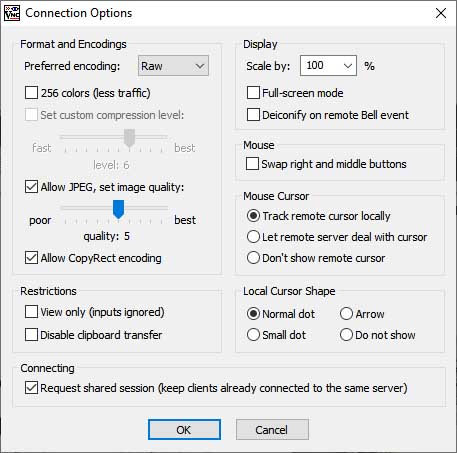 VNC
Connection Options
Format and Encodings
Preferred encoding: Raw
256 colors (less traffic)
Set custom compression level:
fast best
level: 6
Allow JPEG, set image quality:
poor best
quality: 5
Allow CopyRect encoding
Display
Scale by: 100 %
Full-screen mode
Deiconify on remote Bell event
Mouse
Swap right and middle buttons
Mouse Cursor
Track remote cursor locally
Let remote server deal with cursor
Don't show remote cursor
Restrictions
View only (inputs ignored)
Disable clipboard transfer
Local Cursor Shape
Normal dot Arrow
Small dot Do not show
Connecting
Request shared session (keep clients already connected to the same server)
OK Cancel